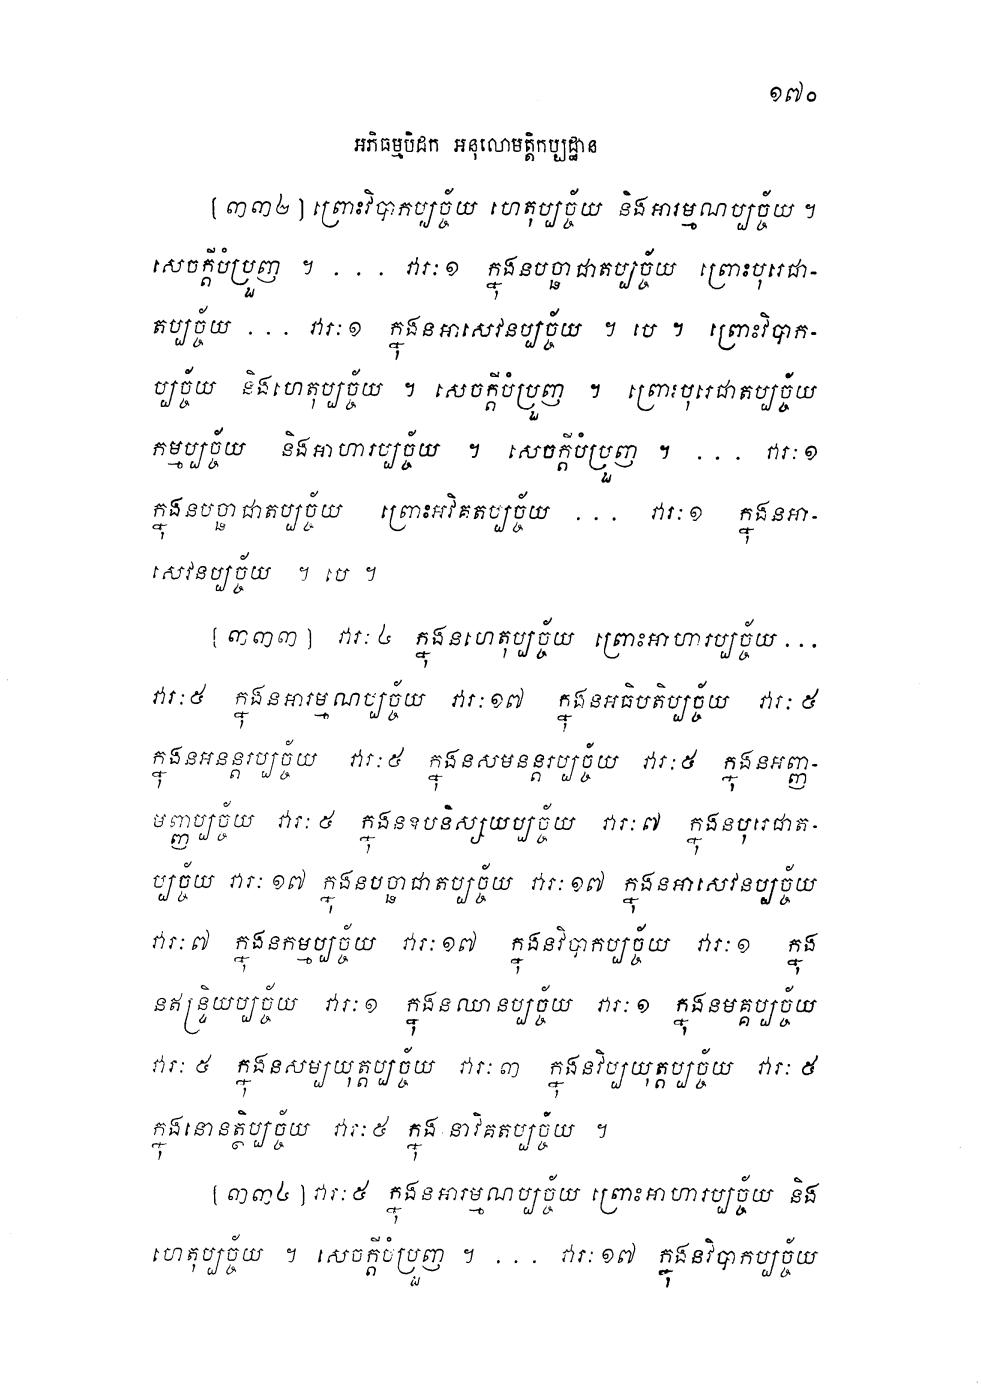 ១៧០
អភិធម្មបិដក អនុលោមត្តិកប្បដ្ឋាន
[៣៣២] ព្រោះវិបាកប្បច្ច័យ ហេតុប្បច្ច័យ និងអារម្មណប្បច្ច័យ ។
សេចក្តីបំប្រួញ ។ . . . វារៈ១ ក្នុងនបច្ឆាជាតប្បច្ច័យ ព្រោះបុរេជា-
តប្បច្ច័យ . . . វារៈ១ ក្នុងនអាសេវនប្បច្ច័យ ។ បេ ។ ព្រោះវិបាក-
ប្បច្ច័យ និងហេតុប្បច្ច័យ ។ សេចក្តីបំប្រួញ ។ ព្រោះបុរេជាតប្បច្ច័យ
កម្មប្បច្ច័យ និងអាហារប្បច្ច័យ ។ សេចក្តីបំប្រួញ ។ . . . វារៈ១
ក្នុងនបច្ឆាជាតប្បច្ច័យ ព្រោះអវិគតប្បច្ច័យ . . . វារៈ១ ក្នុងនអា-
សេវនប្បច្ច័យ ។ បេ ។
[៣៣៣] វារៈ៤ ក្នុងនហេតុប្បច្ច័យ ព្រោះអាហារប្បច្ច័យ . . .
វារៈ៥ ក្នុងនអារម្មណប្បច្ច័យ វារៈ១៧ ក្នុងនអធិបតិប្បច្ច័យ វារៈ៥
ក្នុងនអនន្តរប្បច្ច័យ វារៈ៥ ក្នុងនសមនន្តរប្បច្ច័យ វារៈ៥ ក្នុងនអញ្ញ-
មញ្ញប្បច្ច័យ វារៈ៥ ក្នុងនឧបនិស្សយប្បច្ច័យ វារៈ៧ ក្នុងនបុរេជាត-
ប្បច្ច័យ វារៈ១៧ ក្នុងនបច្ឆាជាតប្បច្ច័យ វារៈ១៧ ក្នុងនអាសេវនប្បច្ច័យ
វារៈ៧ ក្នុងនកម្មប្បច្ច័យ វារៈ១៧ ក្នុងនវិបាកប្បច្ច័យ វារៈ១ ក្នុង
នឥន្ទ្រិយប្បច្ច័យ វារៈ១ ក្នុងនឈានប្បច្ច័យ វារៈ១ ក្នុងនមគ្គប្បច្ច័យ
វារៈ៥ ក្នុងនសម្បយុត្តប្បច្ច័យ វារៈ៣ ក្នុងនវិប្បយុត្តប្បច្ច័យ វារៈ៥
ក្នុងនោនត្ថិប្បច្ច័យ វារៈ៥ ក្នុងនោវិគតប្បច្ច័យ ។
[៣៣៤] វារៈ៥ ក្នុងនអារម្មណប្បច្ច័យ ព្រោះអាហារប្បច្ច័យ និង
ហេតុប្បច្ច័យ ។ សេចក្តីបំប្រួញ ។ . . . វារៈ១៧ ក្នុងនវិបាកប្បច្ច័យ